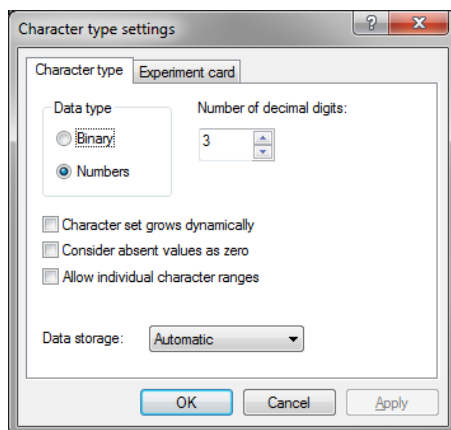 Character type settings
?
X
Character type Experiment card
Data type Number of decimal digits:
Binary 3
Numbers
Character set grows dynamically
Consider absent values as zero
Allow individual character ranges
Data storage: Automatic
OK Cancel Apply